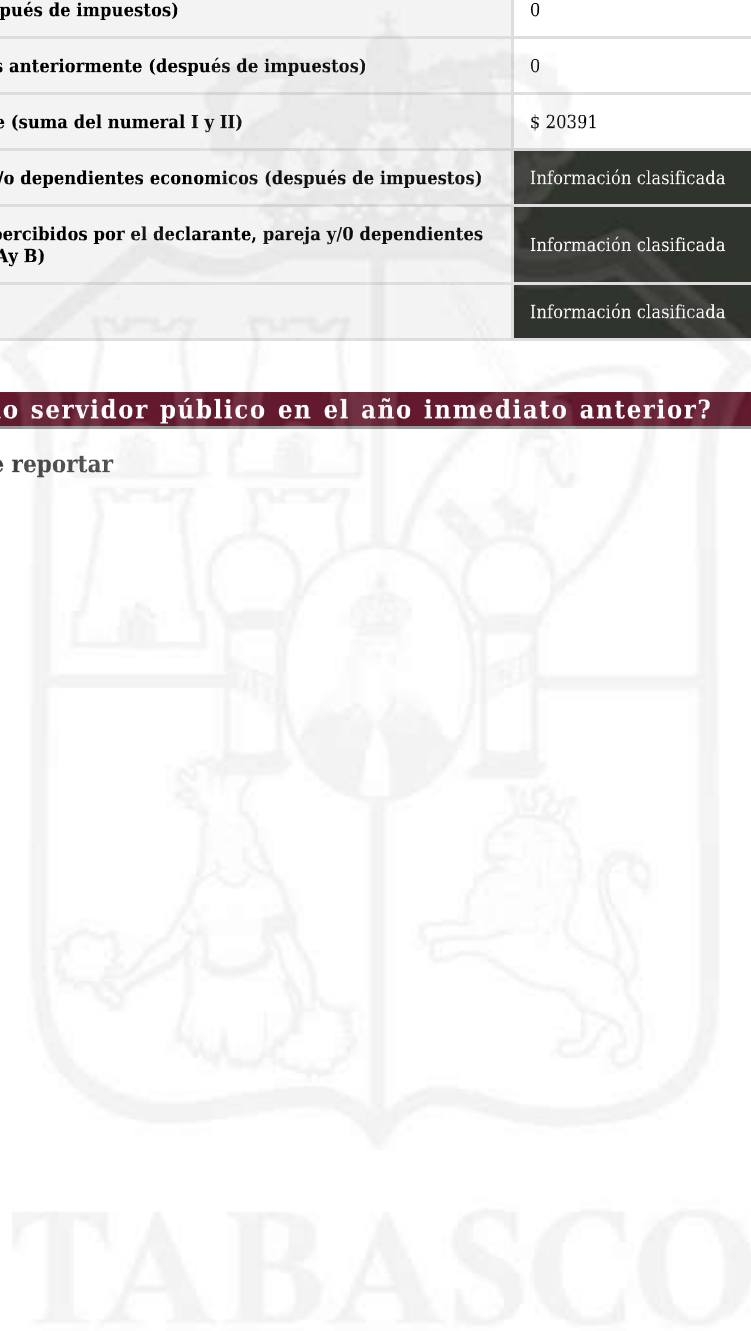 pués de impuestos) 0
s anteriormente (después de impuestos) 0
e (suma del numeral I y II) $ 20391
/o dependientes economicos (después de impuestos) Información clasificada
percibidos por el declarante, pareja y/0 dependientes Información clasificada
Ay B)
Información clasificada
o servidor público en el año inmediato anterior?
e reportar
TABASCO